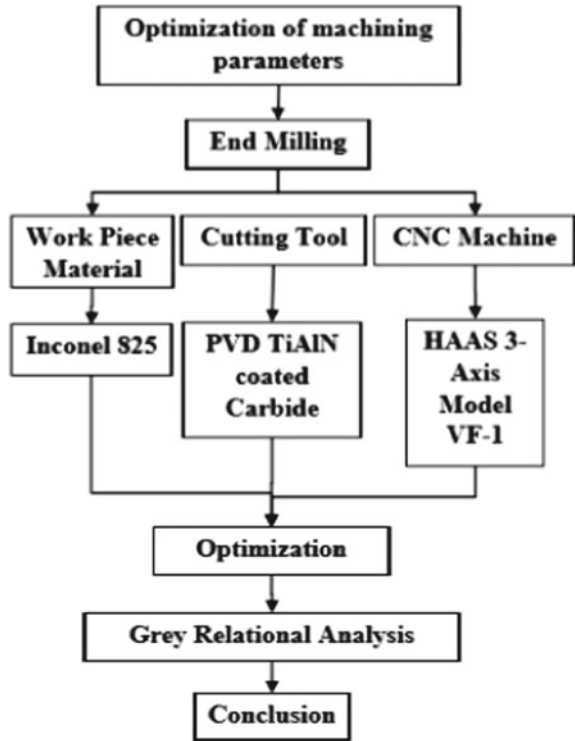 Optimization of machining
parameters
End Milling
Work Piece
Material
Cutting Tool
CNC Machine
Inconel 825
PVD TiAlN
coated
Carbide
HAAS 3-
Axis
Model
VF-1
Optimization
Grey Relational Analysis
Conclusion